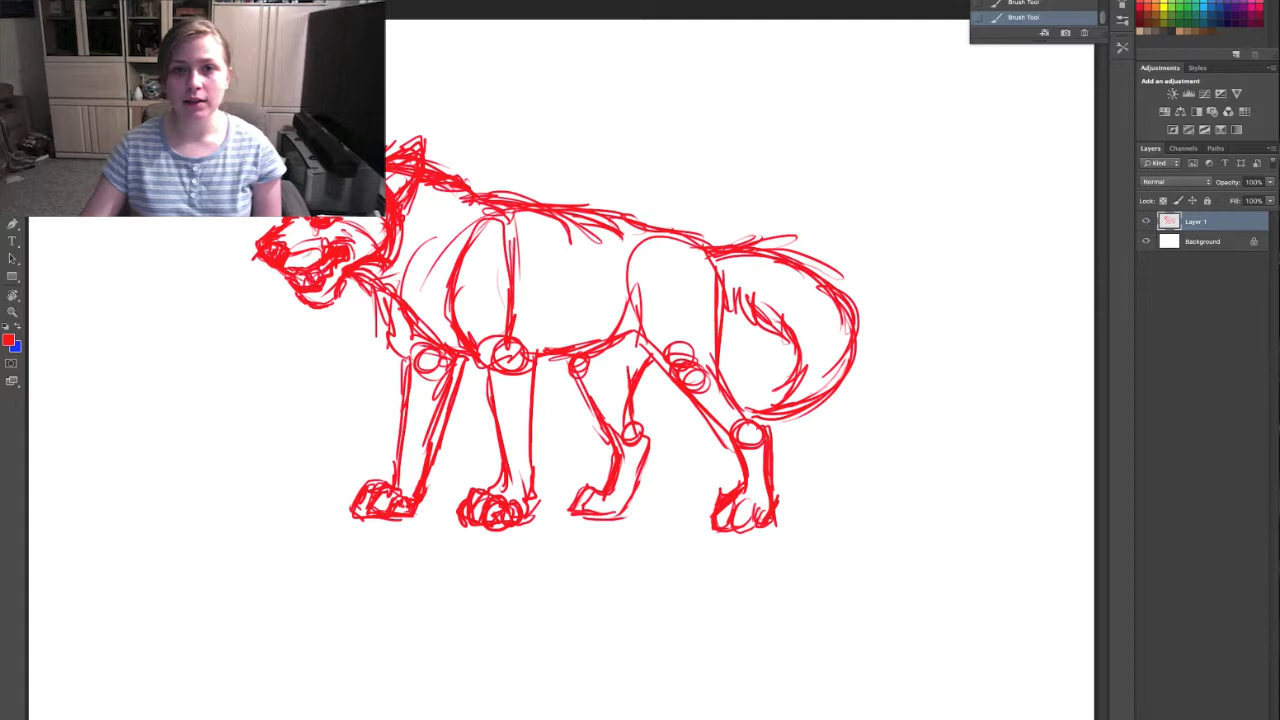 Brush Tool
Brush Tool
Adjustments Styles
Add an adjustment
Layers Channels Paths
Kind
Normal Opacity: 100%
Lock: Fill: 100%
Layer 1
Background
T